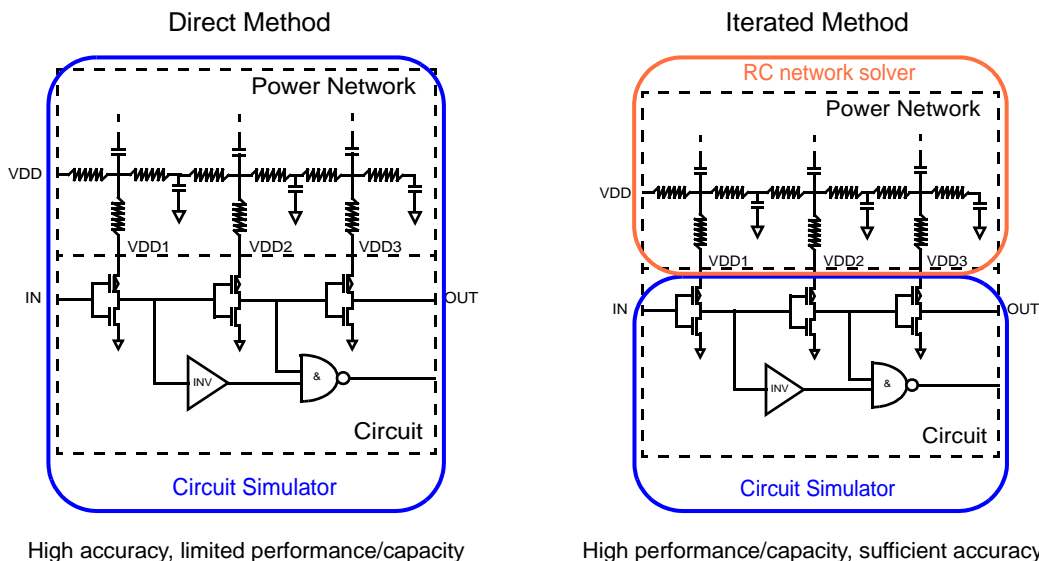 Direct Method
Power Network
VDD
VDD1
VDD2
VDD3
IN
OUT
INV
&
Circuit
Circuit Simulator
High accuracy, limited performance/capacity
Iterated Method
RC network solver
Power Network
VDD
VDD1
VDD2
VDD3
IN
OUT
INV
&
Circuit
Circuit Simulator
High performance/capacity, sufficient accuracy